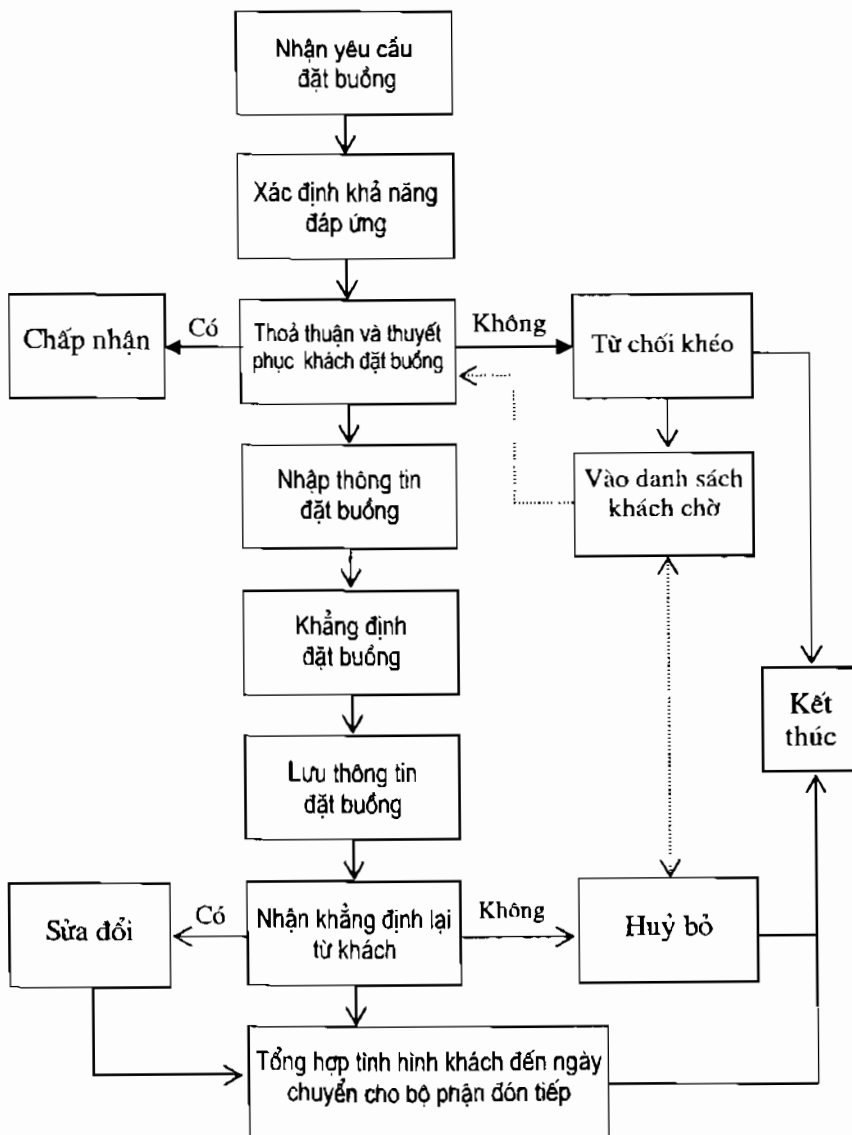 Nhận yêu cầu
đặt buồng
Xác định khả năng
đáp ứng
Chấp nhận
Có
Thoả thuận và thuyết
phục khách đặt buồng
Không
Từ chối khéo
Nhập thông tin
đặt buồng
Vào danh sách
khách chờ
Khẳng định
đặt buồng
Kết
thúc
Lưu thông tin
đặt buồng
Sửa đổi
Có
Nhận khẳng định lại
từ khách
Không
Huỷ bỏ
Tổng hợp tình hình khách đến ngày
chuyển cho bộ phận đón tiếp